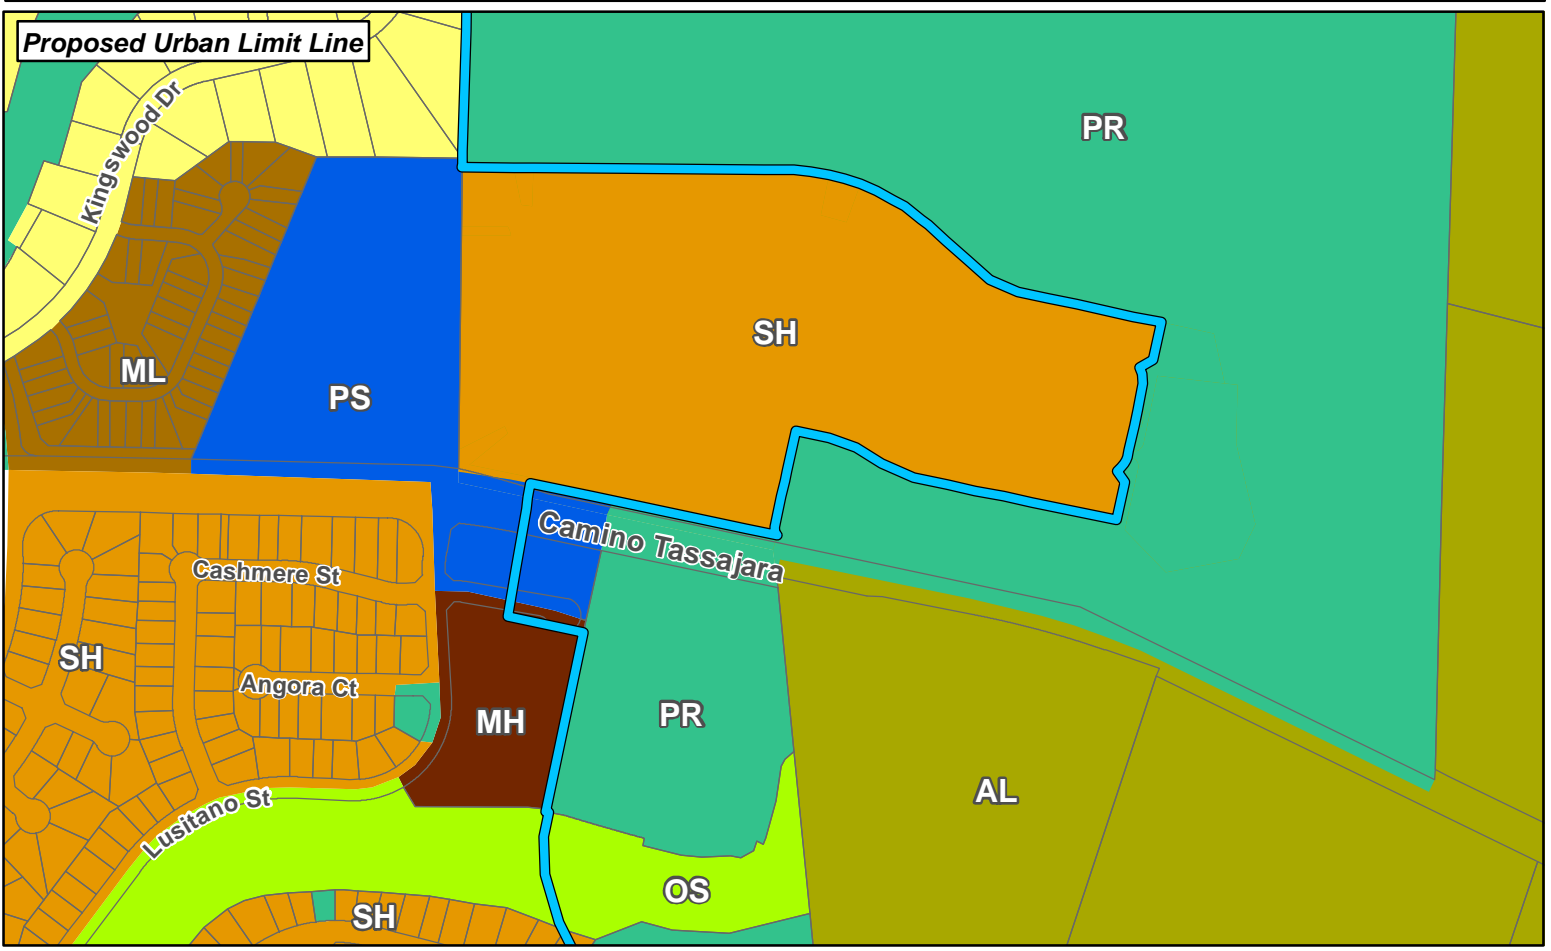 Proposed Urban Limit Line
Kingswood Dr
PR
SH
ML
PS
Camino Tassajara
Cashmere St
SH
Angora Ct
MH
PR
AL
Lusitano St
OS
SH